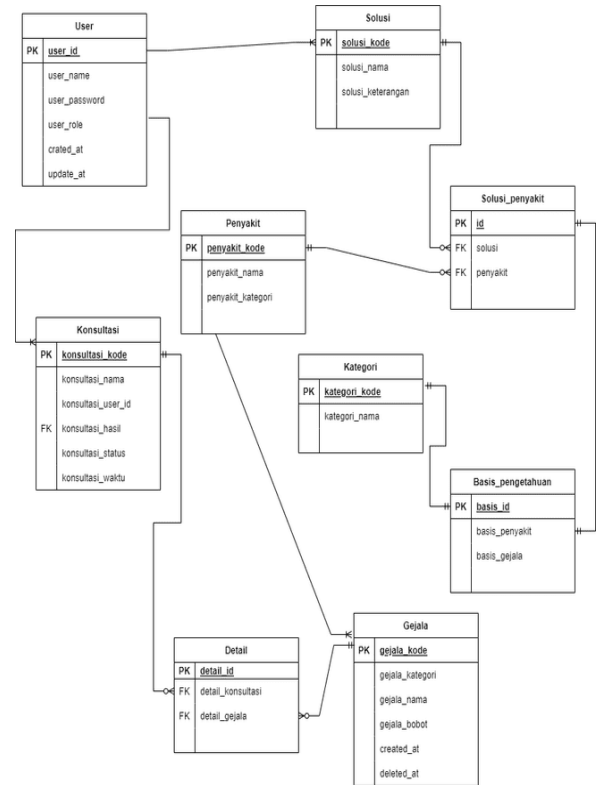 User
PK user_id
user_name
user_password
user_role
crated_at
update_at
Solusi
PK solusi_kode
solusi_nama
solusi_keterangan
Solusi_penyakit
PK id
FK solusi
FK penyakit
Penyakit
PK penyakit_kode
penyakit_nama
penyakit_kategori
Konsultasi
PK konsultasi_kode
konsultasi_nama
konsultasi_user_id
FK konsultasi_hasil
konsultasi_status
konsultasi_waktu
Kategori
PK kategori_kode
kategori_nama
Basis_pengetahuan
PK basis_id
basis_penyakit
basis_gejala
Detail
PK detail_id
FK detail_konsultasi
FK detail_gejala
Gejala
PK gejala_kode
gejala_kategori
gejala_nama
gejala_bobot
created_at
deleted_at